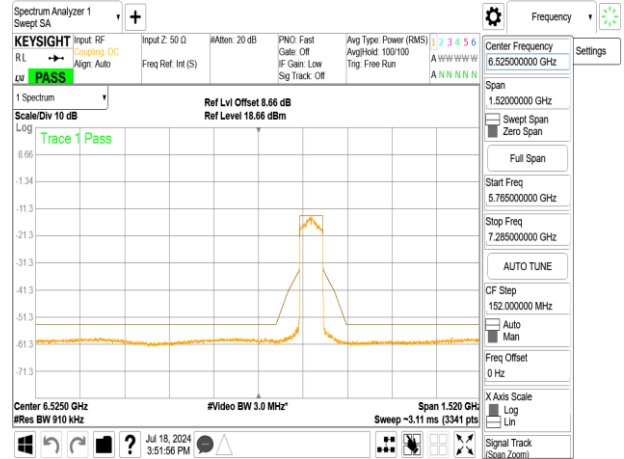 Spectrum Analyzer 1
Swept SA
+
Frequency
KEYSIGHT
RL
PASS
Input: RF
Coupling: DC
Align: Auto
Input Z: 50 Ω
Freq Ref: Int (S)
#Atten: 20 dB
PNO: Fast
Gate: Off
IF Gain: Low
Sig Track: Off
Avg Type: Power (RMS)
Avg|Hold: 100/100
Trig: Free Run
1 2 3 4 5 6
A W W W W W
A N N N N N
Center Frequency
6.525000000 GHz
Settings
Span
1.52000000 GHz
Swept Span
Zero Span
Full Span
Start Freq
5.765000000 GHz
Stop Freq
7.285000000 GHz
AUTO TUNE
CF Step
152.000000 MHz
Auto
Man
Freq Offset
0 Hz
X Axis Scale
Log
Lin
Signal Track
(Span Zoom)
1 Spectrum
Scale/Div 10 dB
Ref Lvl Offset 8.66 dB
Ref Level 18.66 dBm
Log
Trace 1 Pass
8.66
-1.34
-11.3
-21.3
-31.3
-41.3
-51.3
-61.3
-71.3
Center 6.5250 GHz
#Video BW 3.0 MHz*
Span 1.520 GHz
#Res BW 910 kHz
Sweep ~3.11 ms (3341 pts
?
Jul 18, 2024
3:51:56 PM